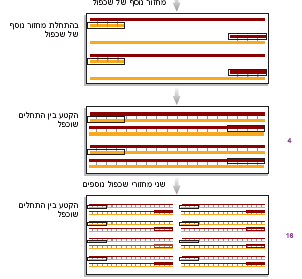 מחזור נוסף של שכפול
בהתחלת מחזור נוסף
של שכפול
הקטע בין התחלים
שוכפל
4
שני מחזורי שכפול נוספים
הקטע בין התחלים
שוכפל
16